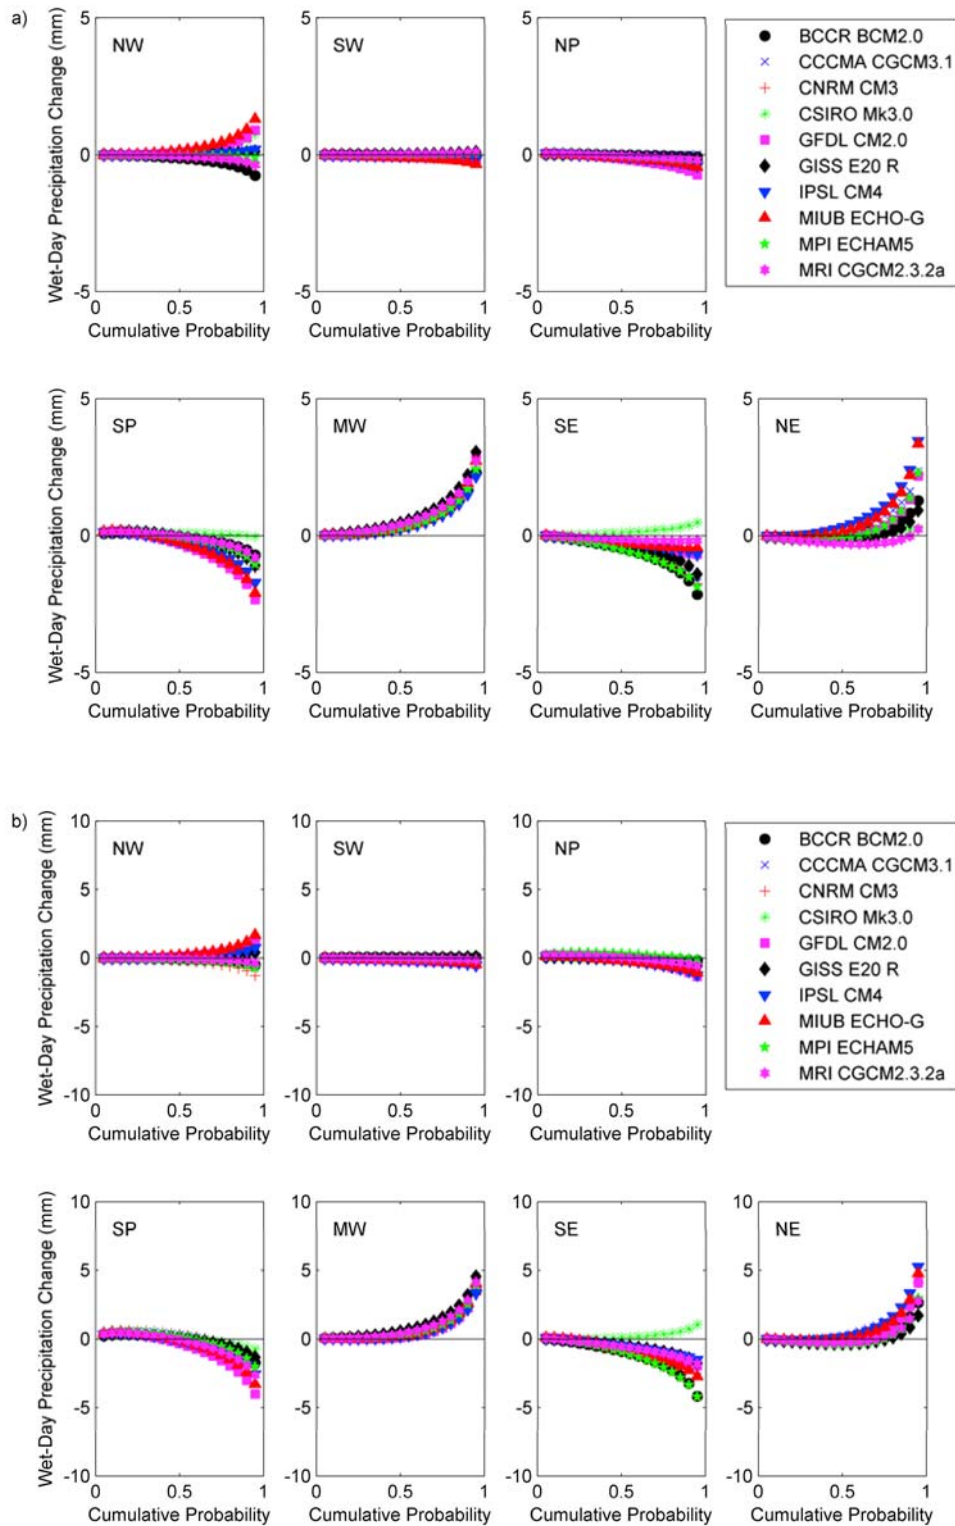 a)
Wet-Day Precipitation Change (mm)
5
0
-5
NW
0 0.5 1
Cumulative Probability
5
0
-5
SW
0 0.5 1
Cumulative Probability
5
0
-5
NP
0 0.5 1
Cumulative Probability
BCCR BCM2.0
CCCMA CGCM3.1
CNRM CM3
CSIRO Mk3.0
GFDL CM2.0
GISS E20 R
IPSL CM4
MIUB ECHO-G
MPI ECHAM5
MRI CGCM2.3.2a
Wet-Day Precipitation Change (mm)
5
0
-5
SP
0 0.5 1
Cumulative Probability
5
0
-5
MW
0 0.5 1
Cumulative Probability
5
0
-5
SE
0 0.5 1
Cumulative Probability
5
0
-5
NE
0 0.5 1
Cumulative Probability
b)
Wet-Day Precipitation Change (mm)
10
5
0
-5
-10
NW
0 0.5 1
Cumulative Probability
10
5
0
-5
-10
SW
0 0.5 1
Cumulative Probability
10
5
0
-5
-10
NP
0 0.5 1
Cumulative Probability
BCCR BCM2.0
CCCMA CGCM3.1
CNRM CM3
CSIRO Mk3.0
GFDL CM2.0
GISS E20 R
IPSL CM4
MIUB ECHO-G
MPI ECHAM5
MRI CGCM2.3.2a
Wet-Day Precipitation Change (mm)
10
5
0
-5
-10
SP
0 0.5 1
Cumulative Probability
10
5
0
-5
-10
MW
0 0.5 1
Cumulative Probability
10
5
0
-5
-10
SE
0 0.5 1
Cumulative Probability
10
5
0
-5
-10
NE
0 0.5 1
Cumulative Probability